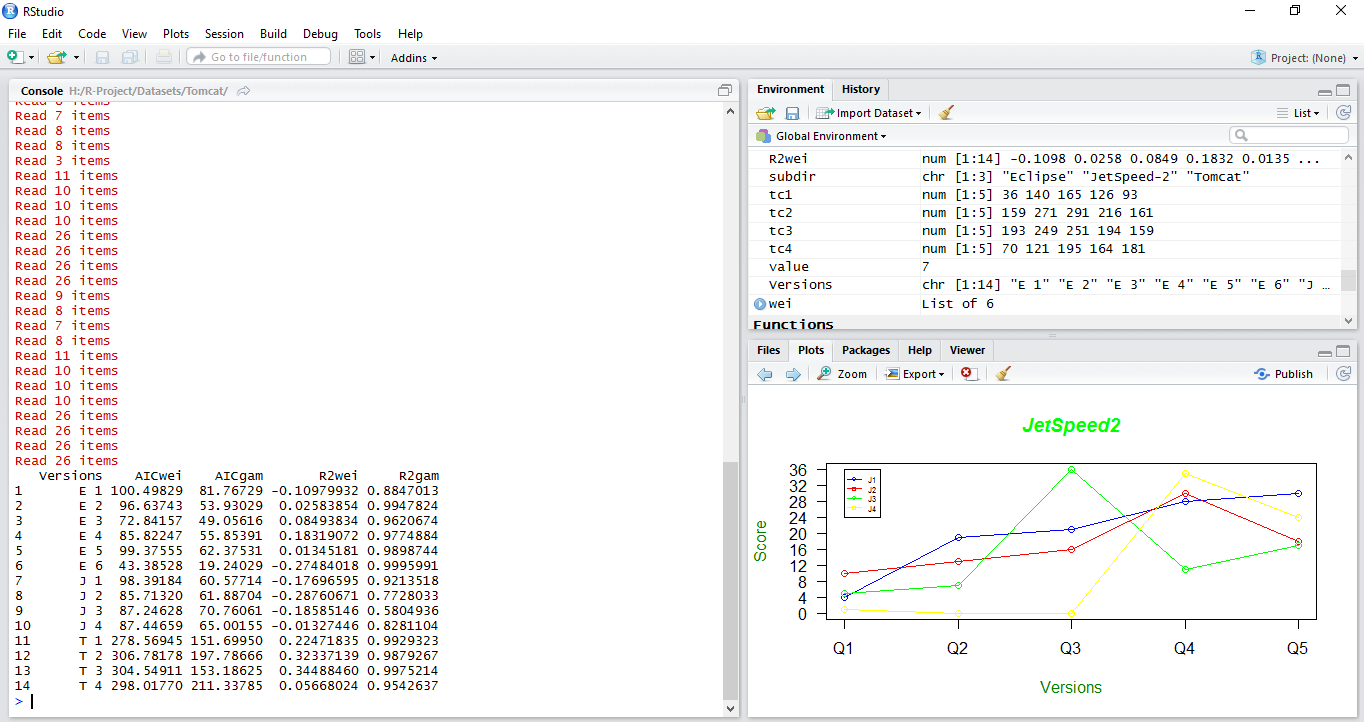 RStudio
File Edit Code View Plots Session Build Debug Tools Help
Go to file/function Addins Project: (None)
Console H:/R-Project/Datasets/Tomcat/
Read 7 items
Read 8 items
Read 8 items
Read 3 items
Read 11 items
Read 10 items
Read 10 items
Read 10 items
Read 26 items
Read 26 items
Read 26 items
Read 26 items
Read 9 items
Read 8 items
Read 7 items
Read 8 items
Read 11 items
Read 10 items
Read 10 items
Read 10 items
Read 26 items
Read 26 items
Read 26 items
Read 26 items
Versions AICwei AICgam R2wei R2gam
1 E 1 100.49829 81.76729 -0.10979932 0.8847013
2 E 2 96.63743 53.93029 0.02583854 0.9947824
3 E 3 72.84157 49.05616 0.08493834 0.9620674
4 E 4 85.82247 55.85391 0.18319072 0.9774884
5 E 5 99.37555 62.37531 0.01345181 0.9898744
6 E 6 43.38528 19.24029 -0.27484018 0.9995991
7 J 1 98.39184 60.57714 -0.17696595 0.9213518
8 J 2 85.71320 61.88704 -0.28760671 0.7728033
9 J 3 87.24628 70.76061 -0.18585146 0.5804936
10 J 4 87.44659 65.00155 -0.01327446 0.8281104
11 T 1 278.56945 151.69950 0.22471835 0.9929323
12 T 2 306.78178 197.78666 0.32337139 0.9879267
13 T 3 304.54911 153.18625 0.34488460 0.9975214
14 T 4 298.01770 211.33785 0.05668024 0.9542637
>
Environment History
Import Dataset List
Global Environment
R2wei num [1:14] -0.1098 0.0258 0.0849 0.1832 0.0135 ...
subdir chr [1:3] "Eclipse" "JetSpeed-2" "Tomcat"
tc1 num [1:5] 36 140 165 126 93
tc2 num [1:5] 159 271 291 216 161
tc3 num [1:5] 193 249 251 194 159
tc4 num [1:5] 70 121 195 164 181
value 7
Versions chr [1:14] "E 1" "E 2" "E 3" "E 4" "E 5" "E 6" "J …
wei List of 6
Functions
Files Plots Packages Help Viewer
Zoom Export Publish
JetSpeed2
Score
36
32
28
24
20
16
12
8
4
0
J1
J2
J3
J4
Q1 Q2 Q3 Q4 Q5
Versions